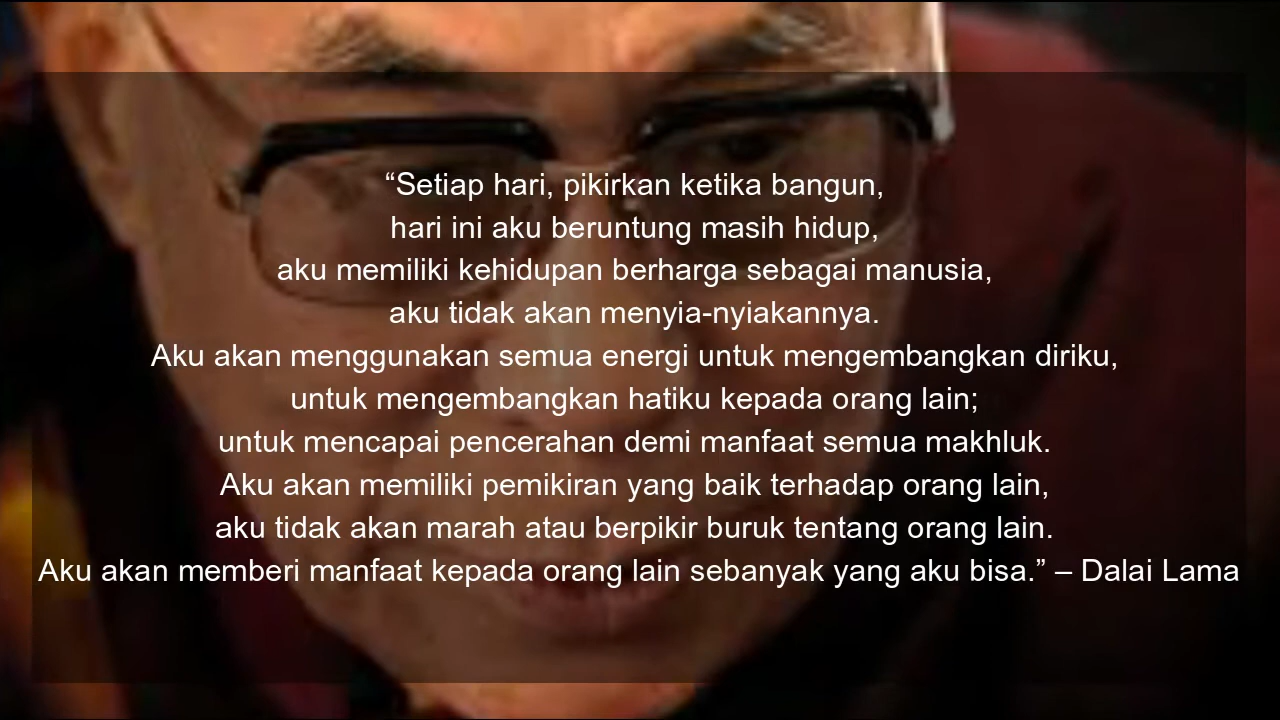 “Setiap hari, pikirkan ketika bangun,
hari ini aku beruntung masih hidup,
aku memiliki kehidupan berharga sebagai manusia,
aku tidak akan menyia-nyiakannya.
Aku akan menggunakan semua energi untuk mengembangkan diriku,
untuk mengembangkan hatiku kepada orang lain;
untuk mencapai pencerahan demi manfaat semua makhluk.
Aku akan memiliki pemikiran yang baik terhadap orang lain,
aku tidak akan marah atau berpikir buruk tentang orang lain.
Aku akan memberi manfaat kepada orang lain sebanyak yang aku bisa.” – Dalai Lama